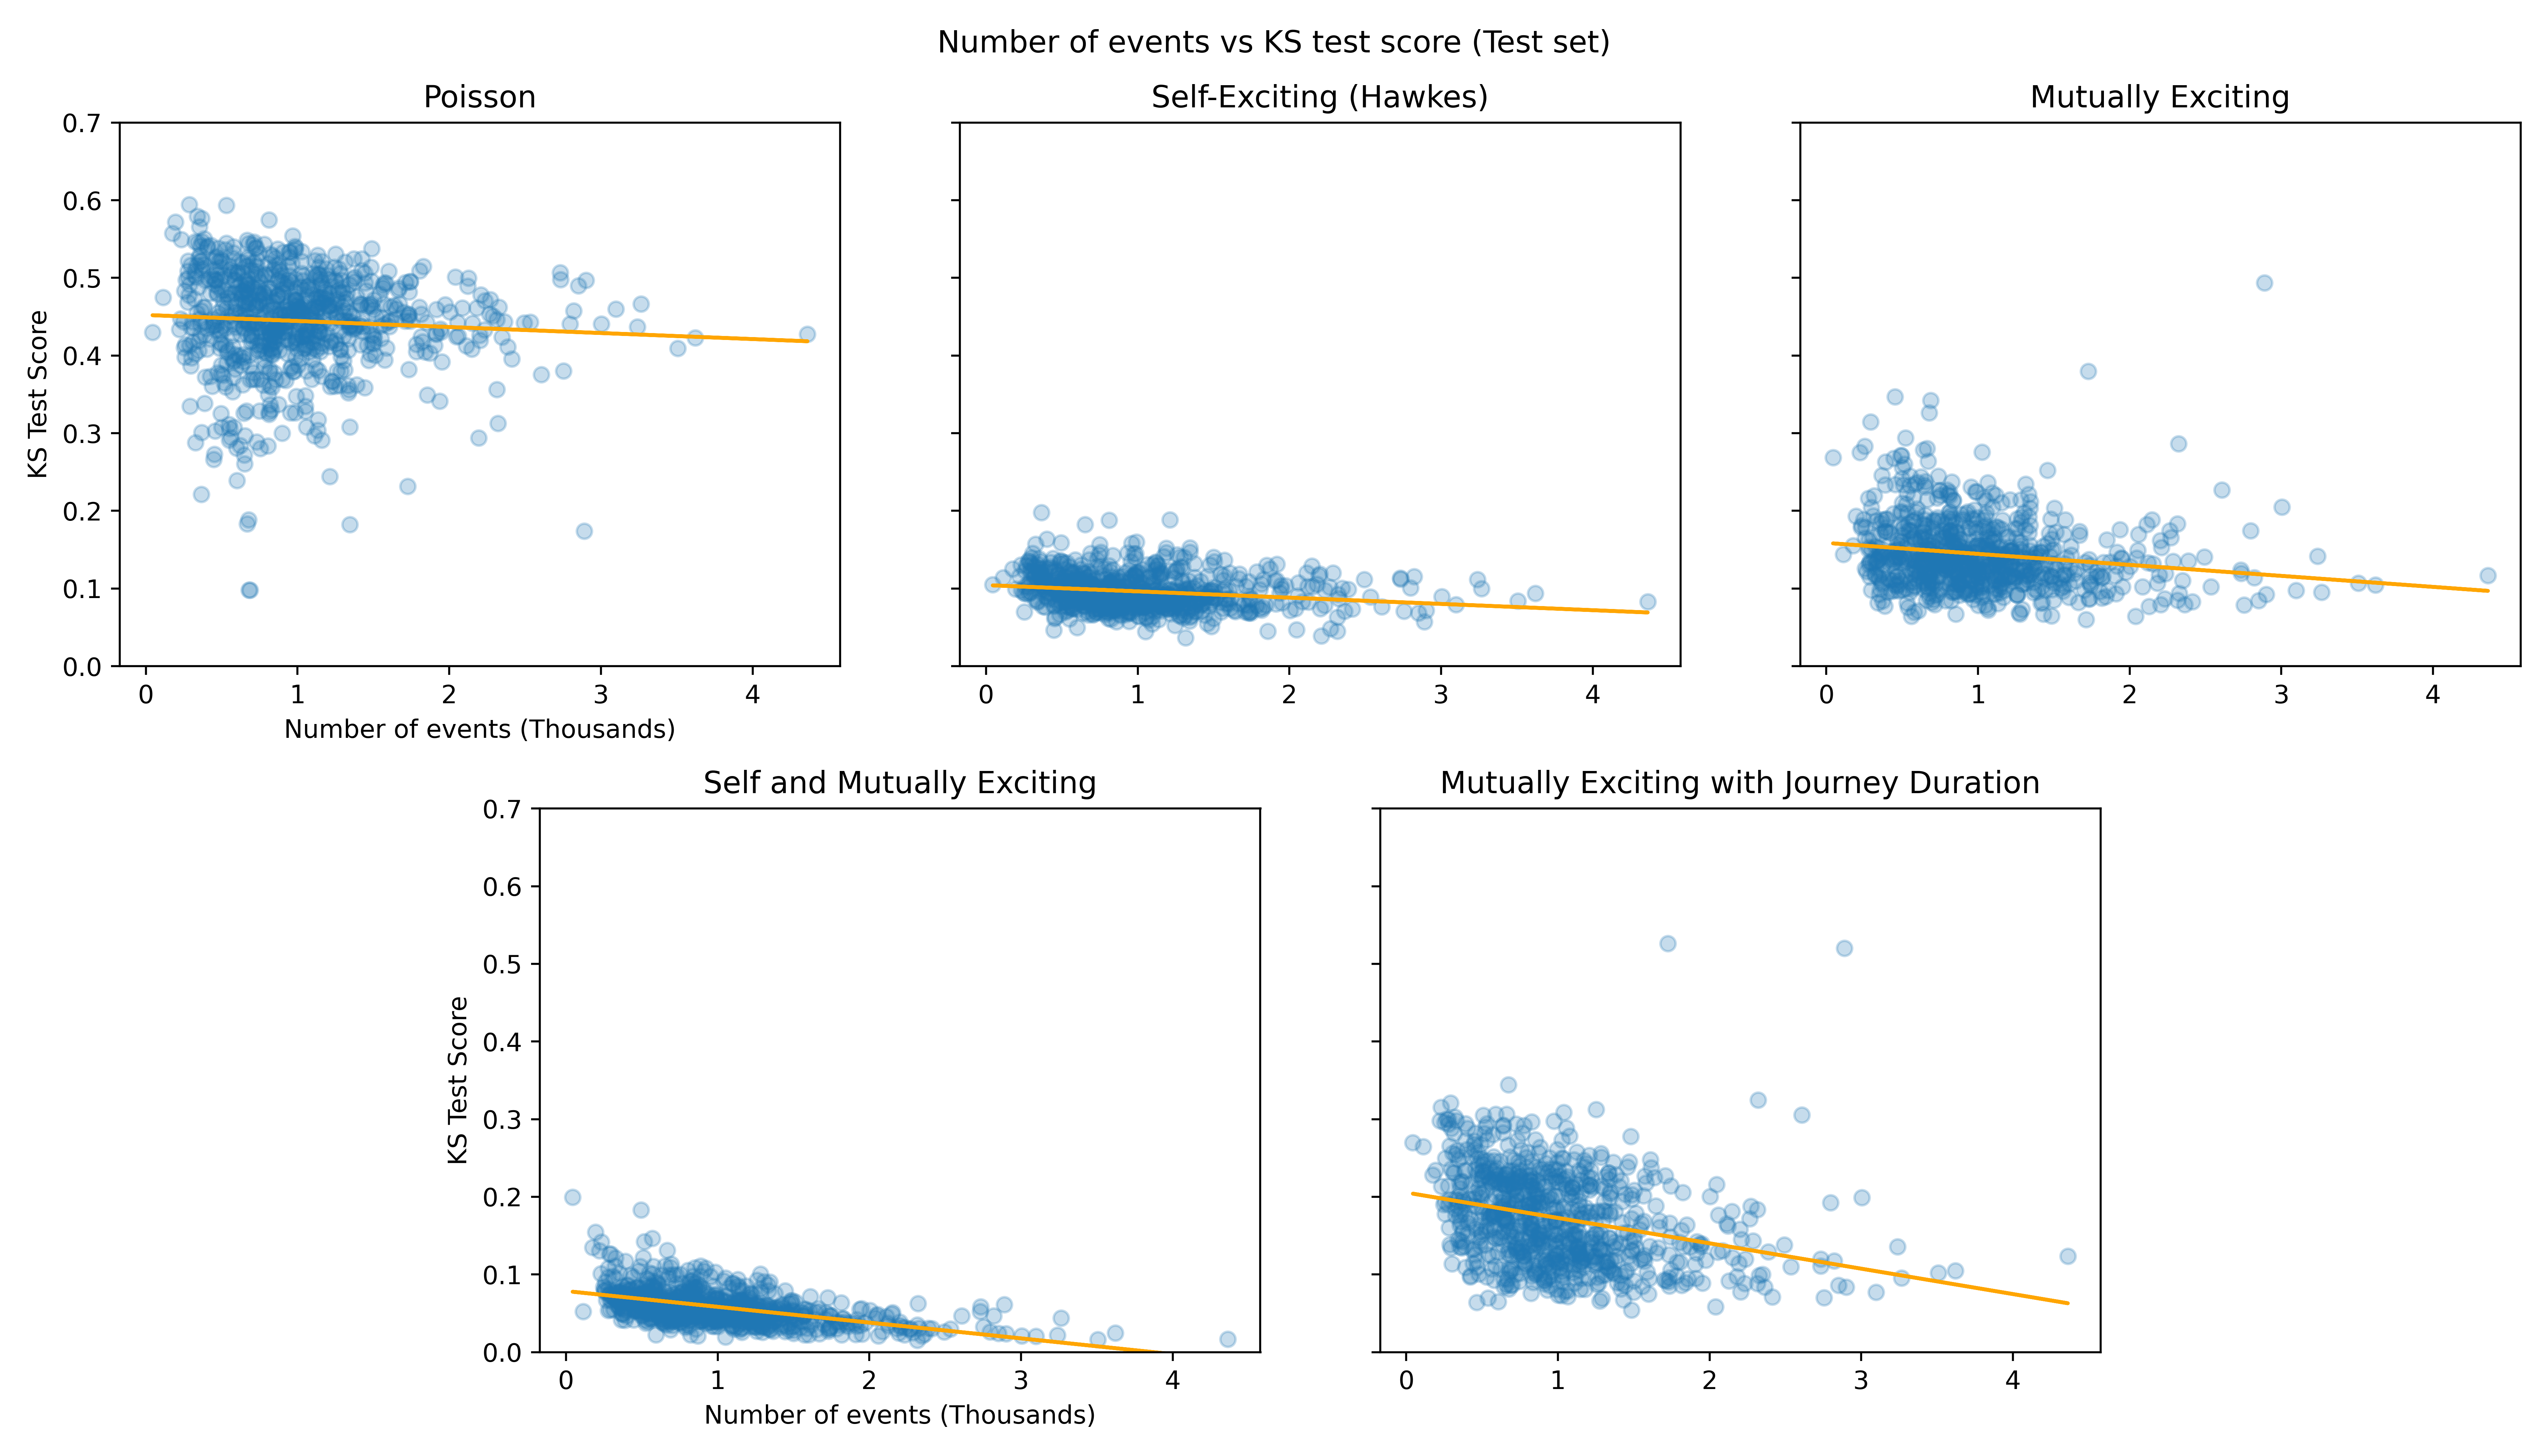 Number of events vs KS test score (Test set)
Poisson
Self-Exciting (Hawkes)
Mutually Exciting
0.7
0.6
0.5
0.4
0.3
0.2
0.1
0.0
KS Test Score
0 1 2 3 4
0 1 2 3 4
0 1 2 3 4
Number of events (Thousands)
Self and Mutually Exciting
Mutually Exciting with Journey Duration
0.7
0.6
0.5
0.4
0.3
0.2
0.1
0.0
KS Test Score
0 1 2 3 4
0 1 2 3 4
Number of events (Thousands)